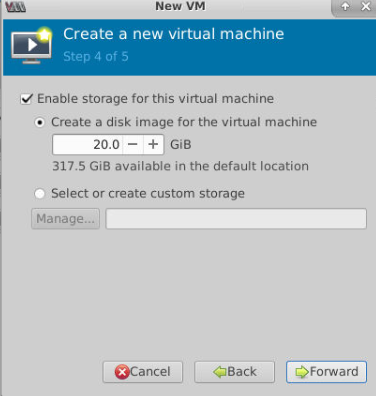 New VM
Create a new virtual machine
Step 4 of 5
Enable storage for this virtual machine
Create a disk image for the virtual machine
20.0 − + GiB
317.5 GiB available in the default location
Select or create custom storage
Manage...
Cancel Back Forward